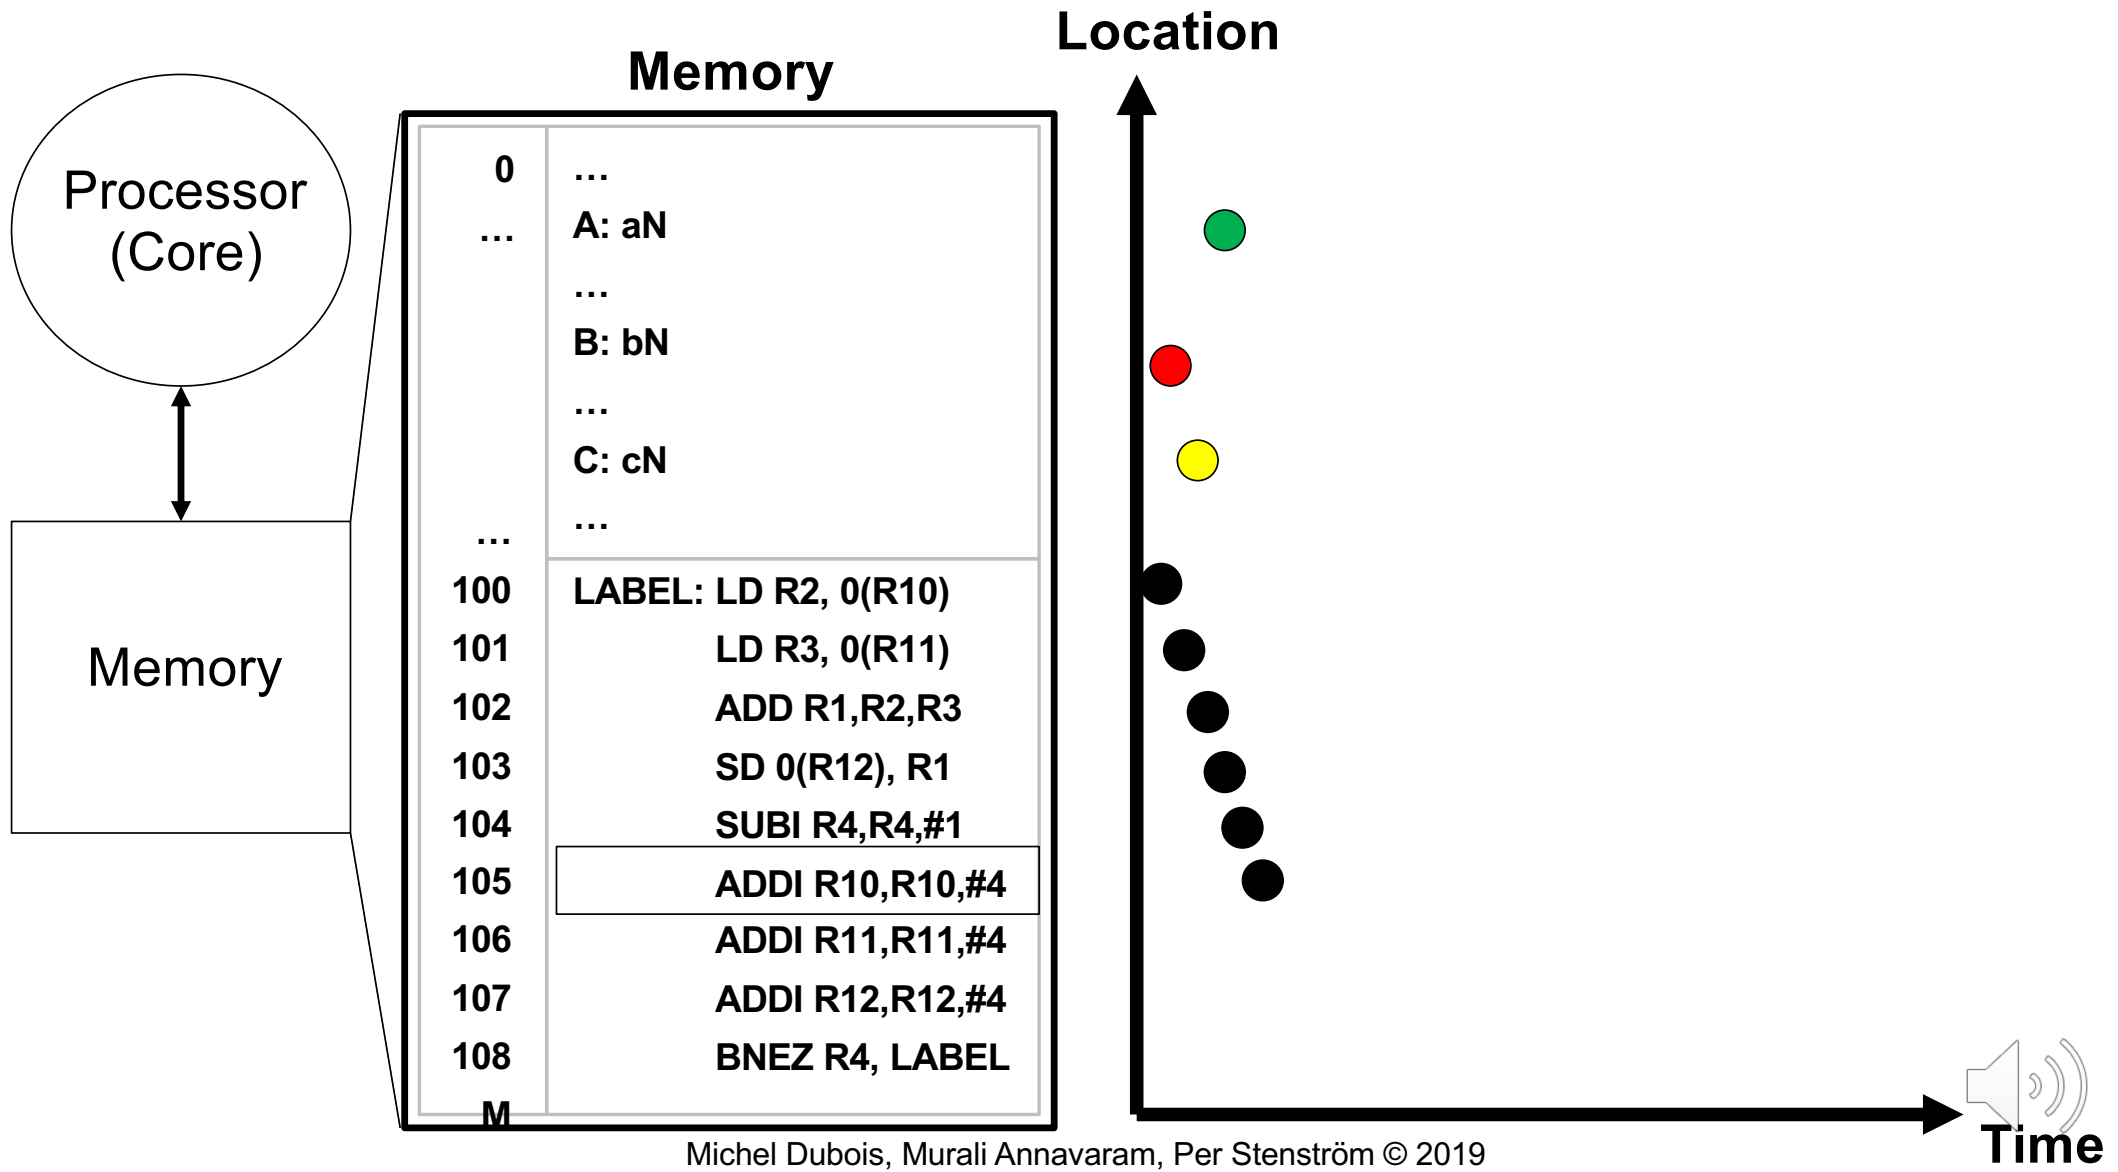 Location
Memory
Processor
(Core)
0 ...
... A: aN
...
B: bN
...
C: cN
...
...
100 LABEL: LD R2, 0(R10)
101 LD R3, 0(R11)
102 ADD R1,R2,R3
103 SD 0(R12), R1
104 SUBI R4,R4,#1
105 ADDI R10,R10,#4
106 ADDI R11,R11,#4
107 ADDI R12,R12,#4
108 BNEZ R4, LABEL
M
Memory
Time
Michel Dubois, Murali Annavaram, Per Stenström © 2019